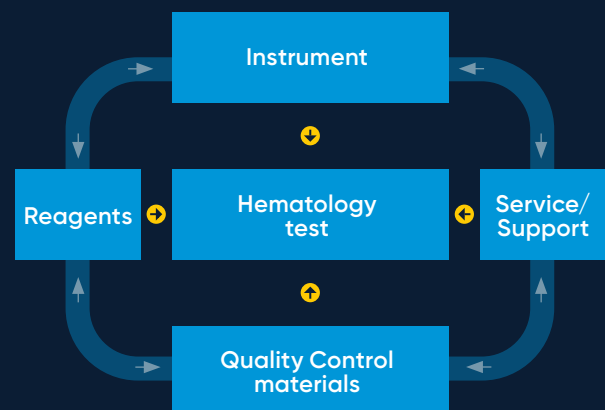 Instrument
Reagents
Hematology
test
Service/
Support
Quality Control
materials